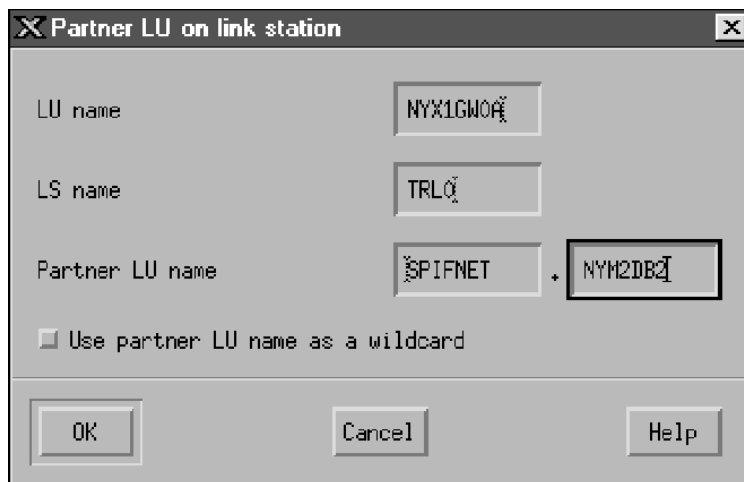 Partner LU on link station
LU name NYX1GW0A
LS name TRL0
Partner LU name SPIFNET . NYM2DB2
Use partner LU name as a wildcard
OK Cancel Help